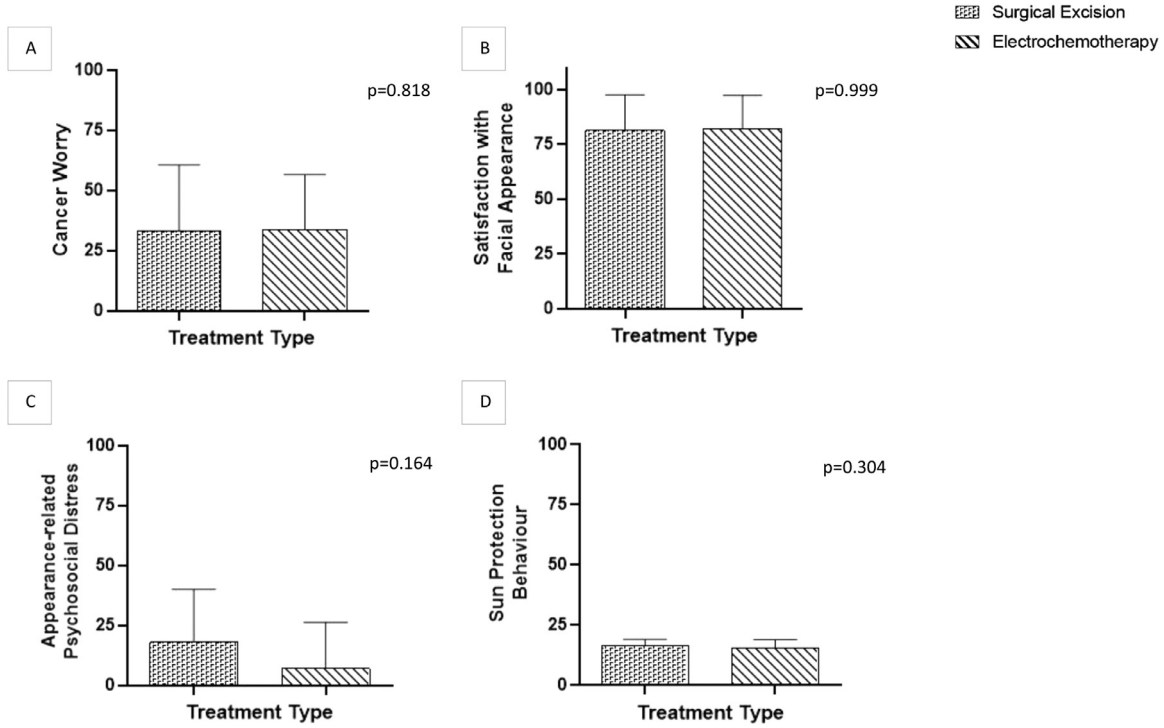 Surgical Excision
Electrochemotherapy
A
100
75
50
25
0
Cancer Worry
p=0.818
Treatment Type
B
100
75
50
25
0
Satisfaction with
Facial Appearance
p=0.999
Treatment Type
C
100
75
50
25
0
Appearance-related
Psychosocial Distress
p=0.164
Treatment Type
D
100
75
50
25
0
Sun Protection
Behaviour
p=0.304
Treatment Type